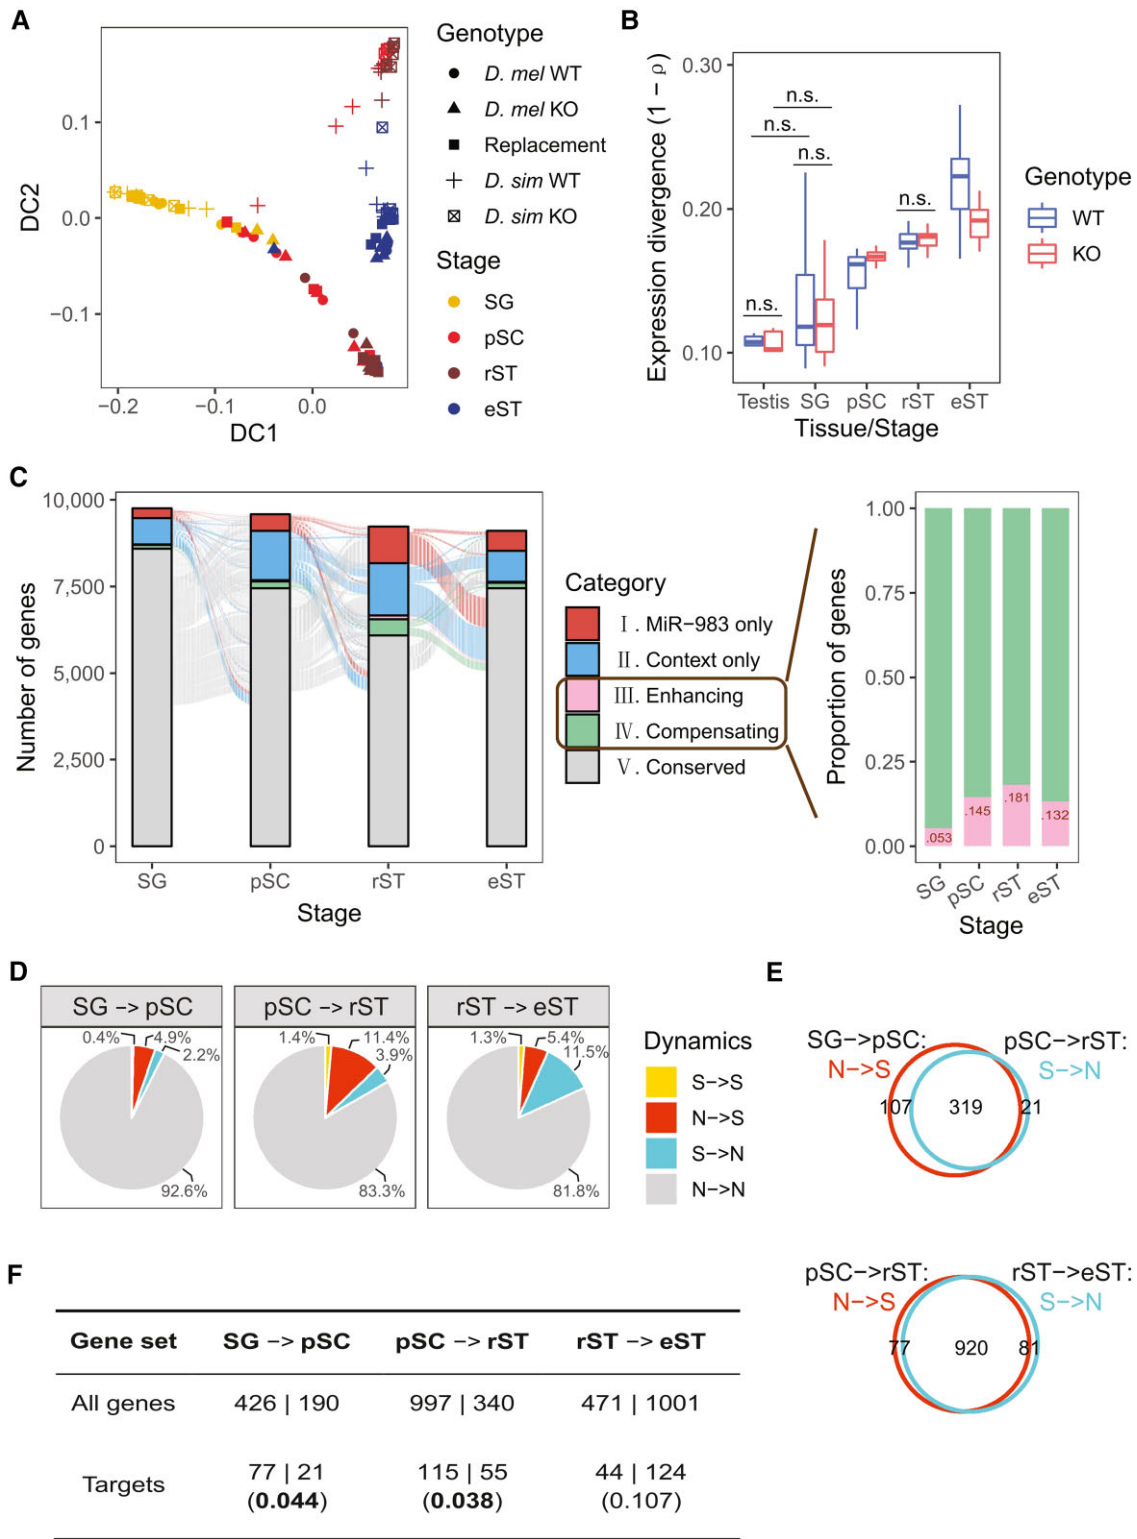 A
0.1
0.0
−0.1
DC2
−0.2
−0.1
0.0
DC1
Genotype
D. mel WT
D. mel KO
Replacement
D. sim WT
D. sim KO
Stage
SG
pSC
rST
eST
B
Expression divergence (1 − ρ)
0.30
0.20
0.10
n.s.
n.s.
n.s.
n.s.
n.s.
Testis SG pSC rST eST
Tissue/Stage
Genotype
WT
KO
C
Number of genes
10,000
7,500
5,000
2,500
0
SG pSC rST eST
Stage
Category
Ⅰ. MiR−983 only
Ⅱ. Context only
Ⅲ. Enhancing
Ⅳ. Compensating
Ⅴ. Conserved
Proportion of genes
1.00
0.75
0.50
0.25
0.00
.053
.145
.181
.132
SG pSC rST eST
Stage
D
SG −> pSC
0.4%
4.9%
2.2%
92.6%
pSC −> rST
1.4%
11.4%
3.9%
83.3%
rST −> eST
1.3%
5.4%
11.5%
81.8%
Dynamics
S−>S
N−>S
S−>N
N−>N
E
SG−>pSC: pSC−>rST:
N−>S S−>N
107 319 21
pSC−>rST: rST−>eST:
N−>S S−>N
77 920 81
F
Gene set SG -> pSC pSC -> rST rST -> eST
All genes 426 | 190 997 | 340 471 | 1001
Targets 77 | 21 115 | 55 44 | 124
(0.044) (0.038) (0.107)